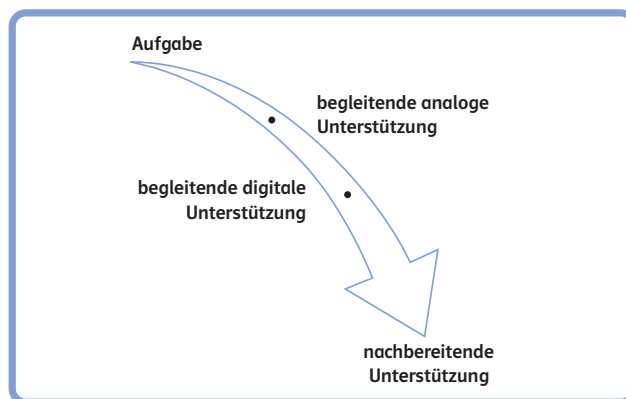 Aufgabe
begleitende analoge
Unterstützung
begleitende digitale
Unterstützung
nachbereitende
Unterstützung